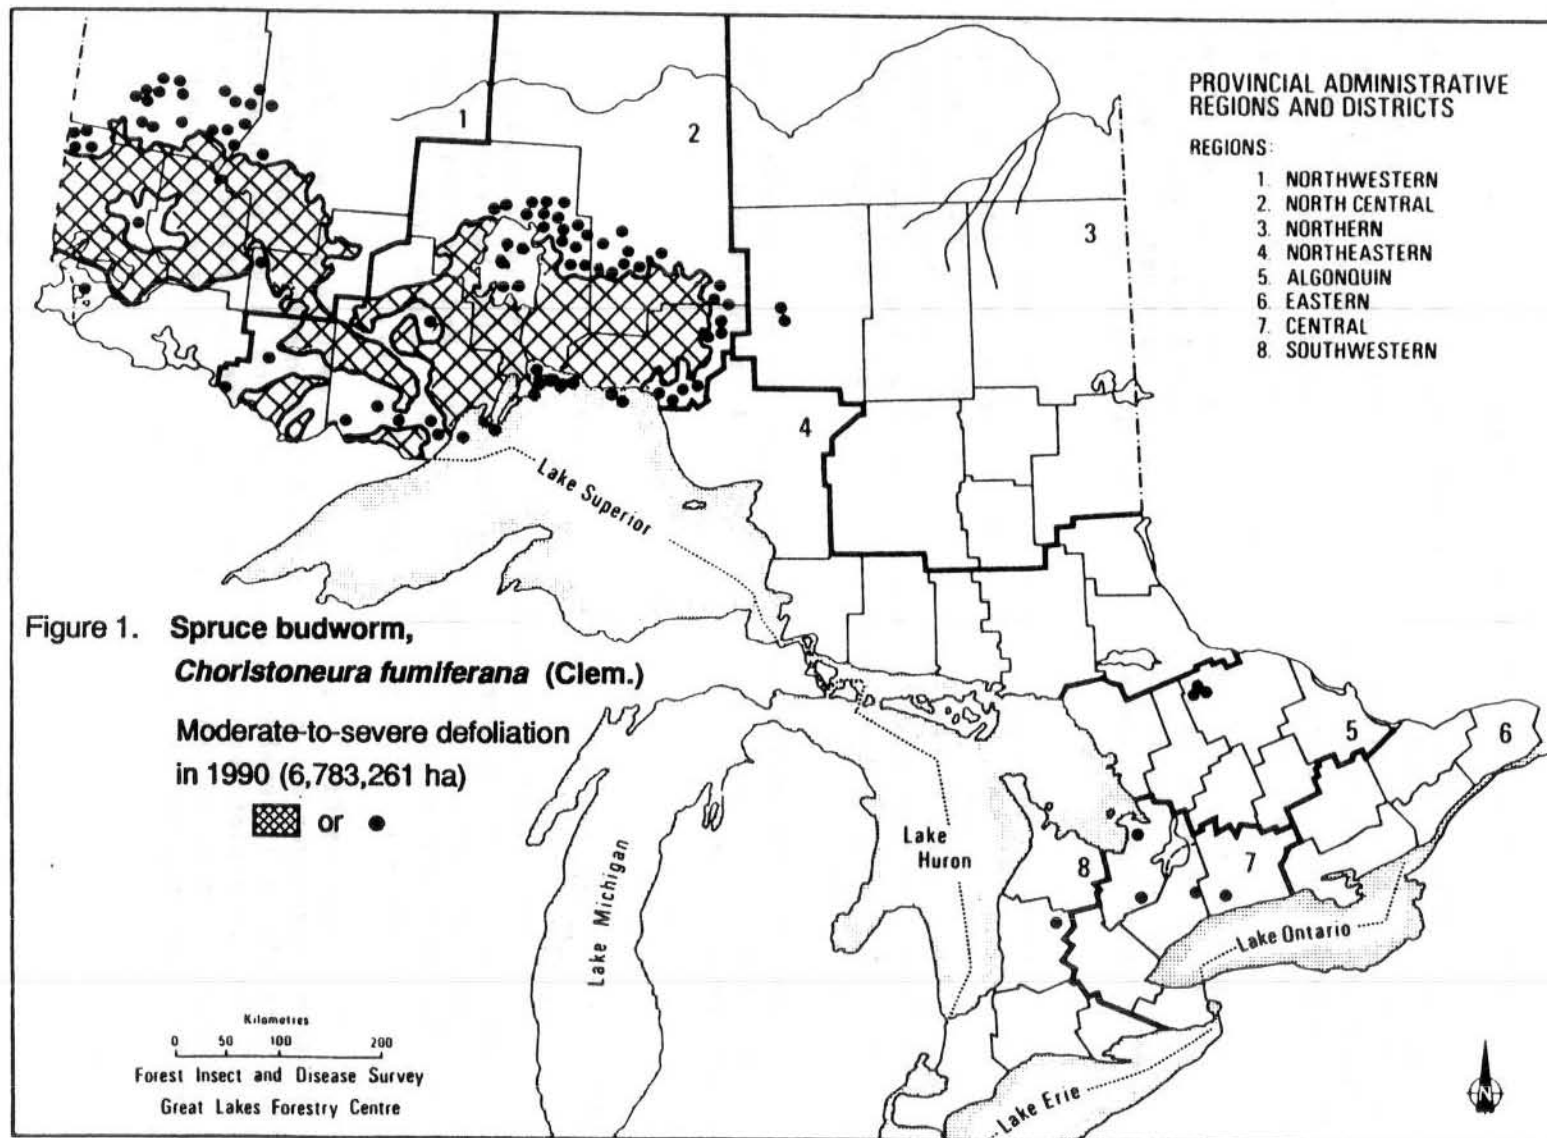 PROVINCIAL ADMINISTRATIVE
REGIONS AND DISTRICTS
REGIONS:
1. NORTHWESTERN
2. NORTH CENTRAL
3. NORTHERN
4. NORTHEASTERN
5. ALGONQUIN
6. EASTERN
7. CENTRAL
8. SOUTHWESTERN
1
2
3
4
5
6
7
8
Lake Superior
Figure 1. Spruce budworm,
Choristoneura fumiferana (Clem.)
Moderate-to-severe defoliation
in 1990 (6,783,261 ha)
or
Lake Michigan
Lake
Huron
Lake Ontario
Lake Erie
Kilometres
0 50 100 200
Forest Insect and Disease Survey
Great Lakes Forestry Centre
N